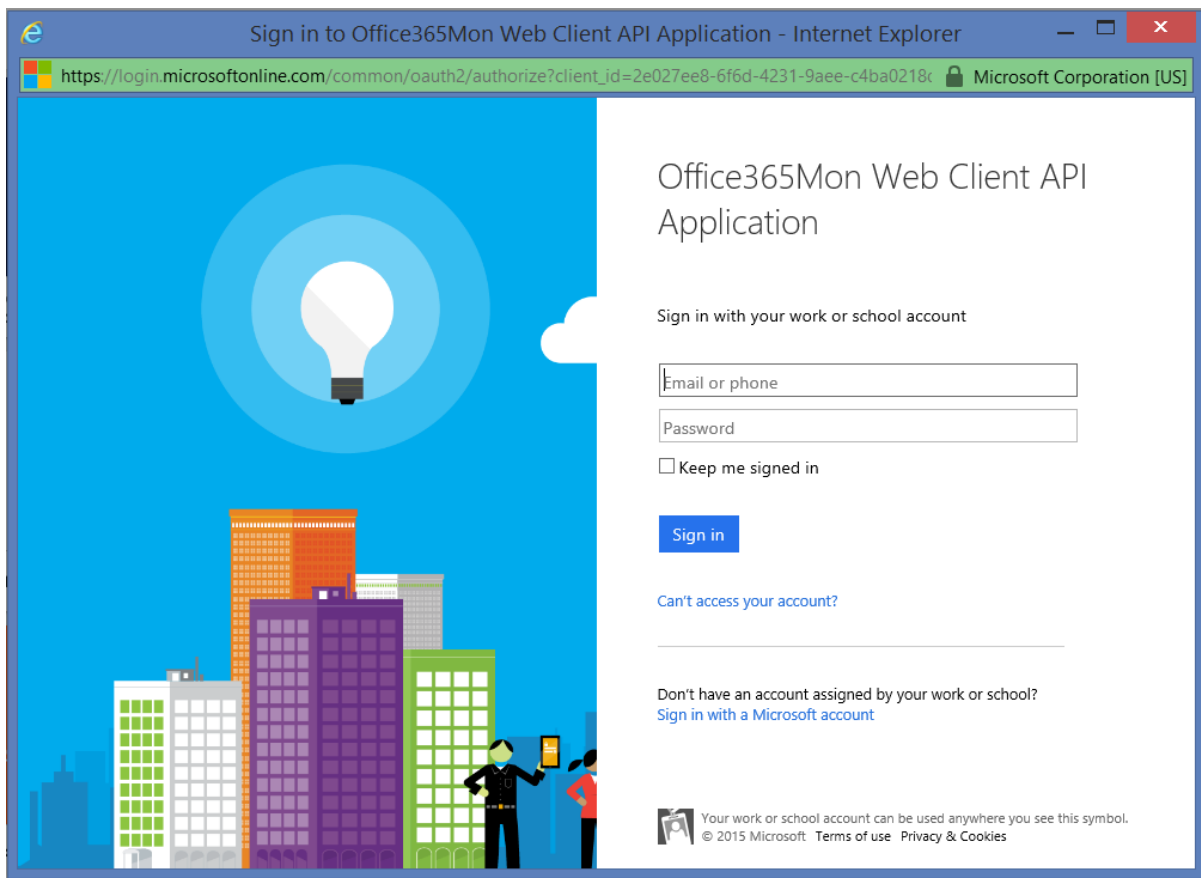 Sign in to Office365Mon Web Client API Application - Internet Explorer
https://login.microsoftonline.com/common/oauth2/authorize?client_id=2e027ee8-6f6d-4231-9aee-c4ba0218c Microsoft Corporation [US]
Office365Mon Web Client API
Application
Sign in with your work or school account
Email or phone
Password
Keep me signed in
Sign in
Can't access your account?
Don't have an account assigned by your work or school?
Sign in with a Microsoft account
Your work or school account can be used anywhere you see this symbol.
© 2015 Microsoft Terms of use Privacy & Cookies